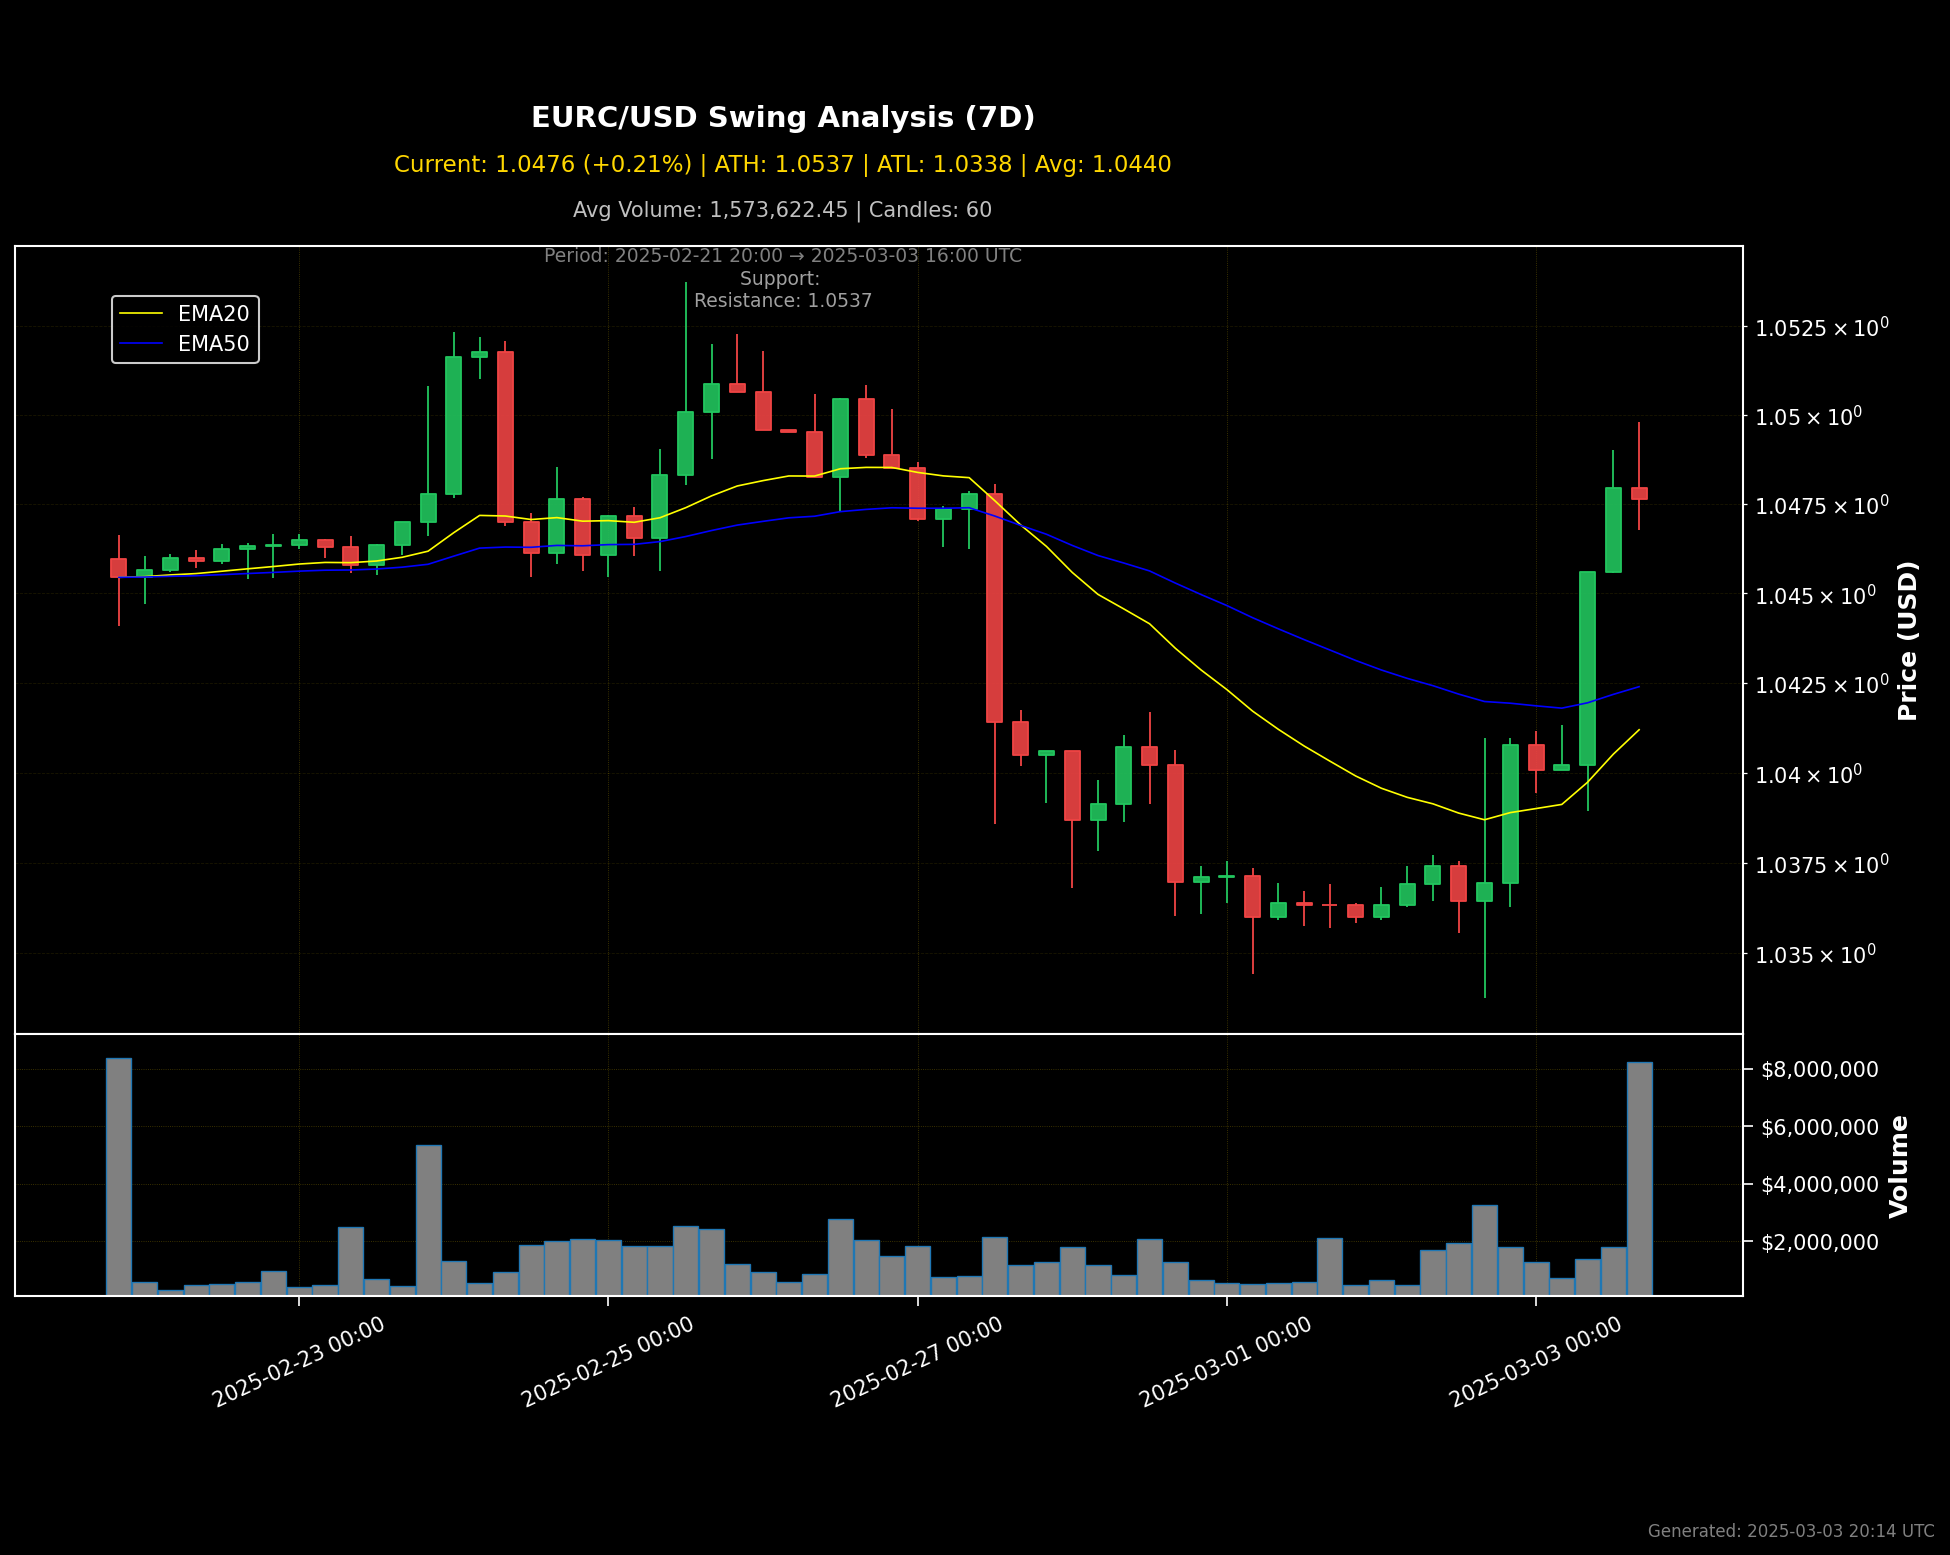 EURC/USD Swing Analysis (7D)
Current: 1.0476 (+0.21%) | ATH: 1.0537 | ATL: 1.0338 | Avg: 1.0440
Avg Volume: 1,573,622.45 | Candles: 60
Period: 2025-02-21 20:00 → 2025-03-03 16:00 UTC
Support:
Resistance: 1.0537
EMA20
EMA50
1.0525 × 10⁰
1.05 × 10⁰
1.0475 × 10⁰
1.045 × 10⁰
1.0425 × 10⁰
1.04 × 10⁰
1.0375 × 10⁰
1.035 × 10⁰
Price (USD)
$8,000,000
$6,000,000
$4,000,000
$2,000,000
Volume
2025-02-23 00:00
2025-02-25 00:00
2025-02-27 00:00
2025-03-01 00:00
2025-03-03 00:00
Generated: 2025-03-03 20:14 UTC